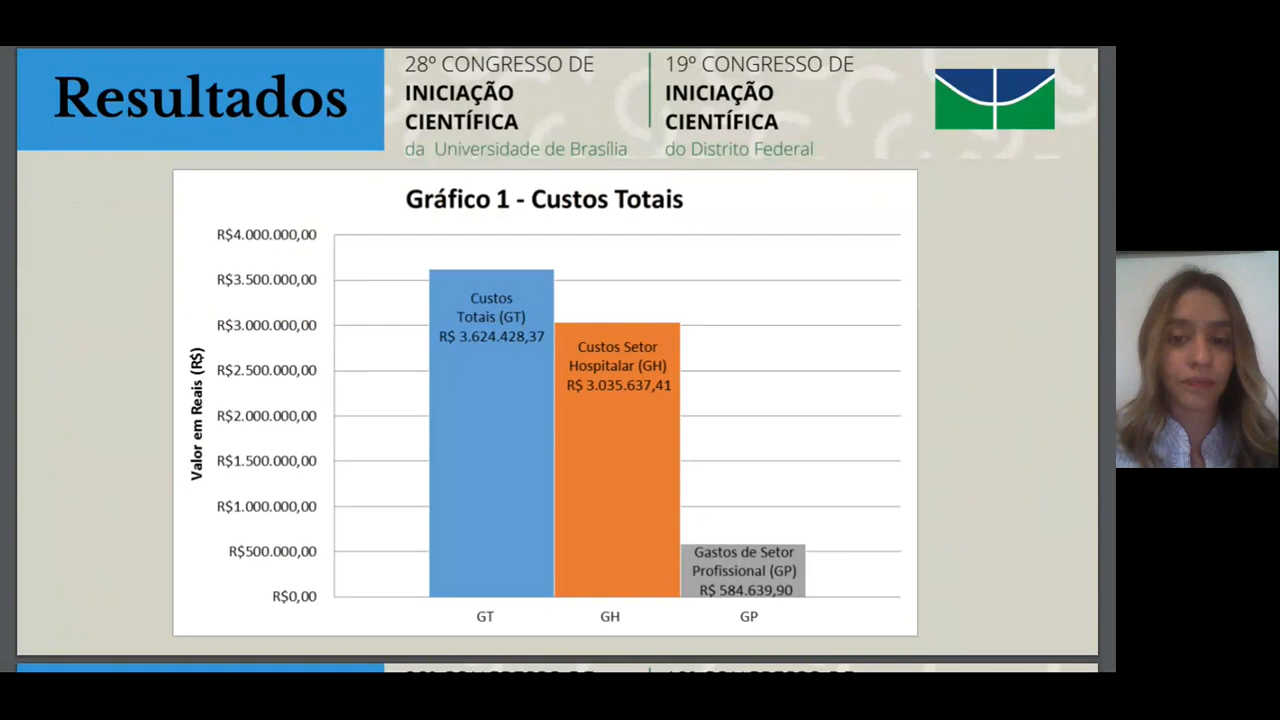 Resultados
28º CONGRESSO DE
INICIAÇÃO
CIENTÍFICA
da Universidade de Brasília
19º CONGRESSO DE
INICIAÇÃO
CIENTÍFICA
do Distrito Federal
Gráfico 1 - Custos Totais
Valor em Reais (R$)
R$4.000.000,00
R$3.500.000,00
R$3.000.000,00
R$2.500.000,00
R$2.000.000,00
R$1.500.000,00
R$1.000.000,00
R$500.000,00
R$0,00
Custos
Totais (GT)
R$ 3.624.428,37
Custos Setor
Hospitalar (GH)
R$ 3.035.637,41
Gastos de Setor
Profissional (GP)
R$ 584.639,90
GT
GH
GP